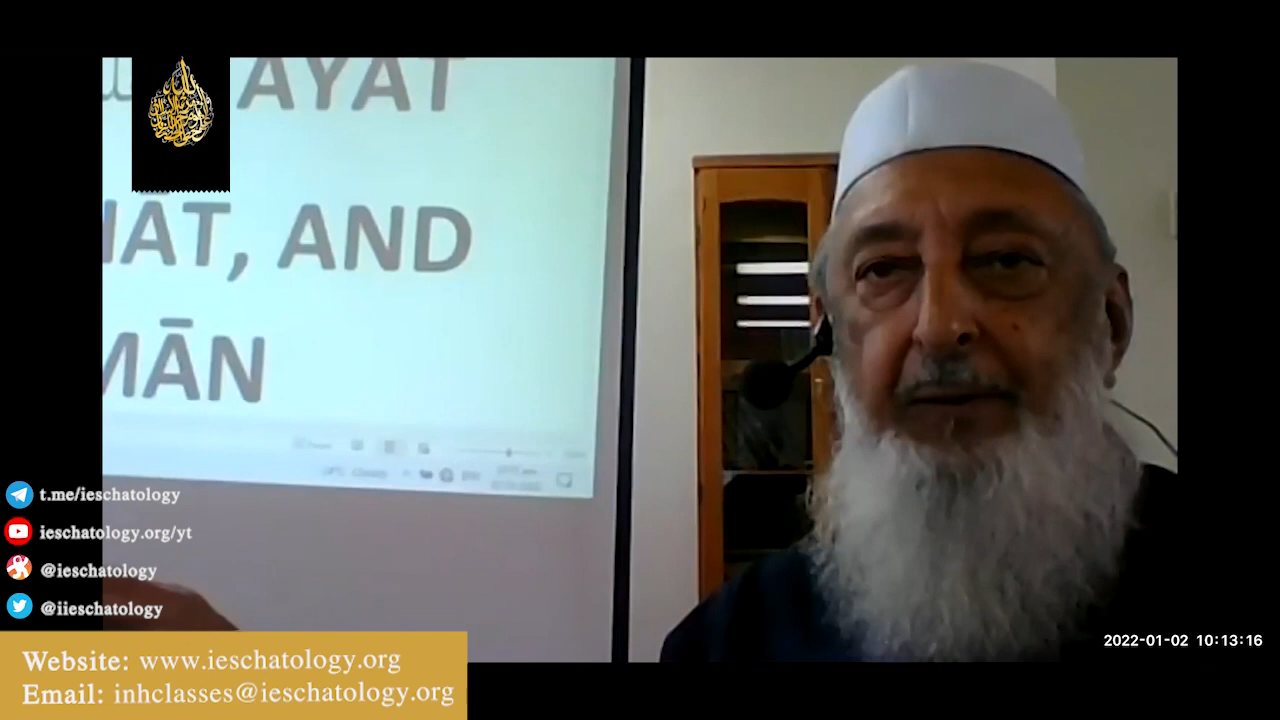 AYAT
ĀT, AND
MĀN
t.me/ieschatology
ieschatology.org/yt
@ieschatology
@iieschatology
Website: www.ieschatology.org
Email: inhclasses@ieschatology.org
2022-01-02 10:13:16